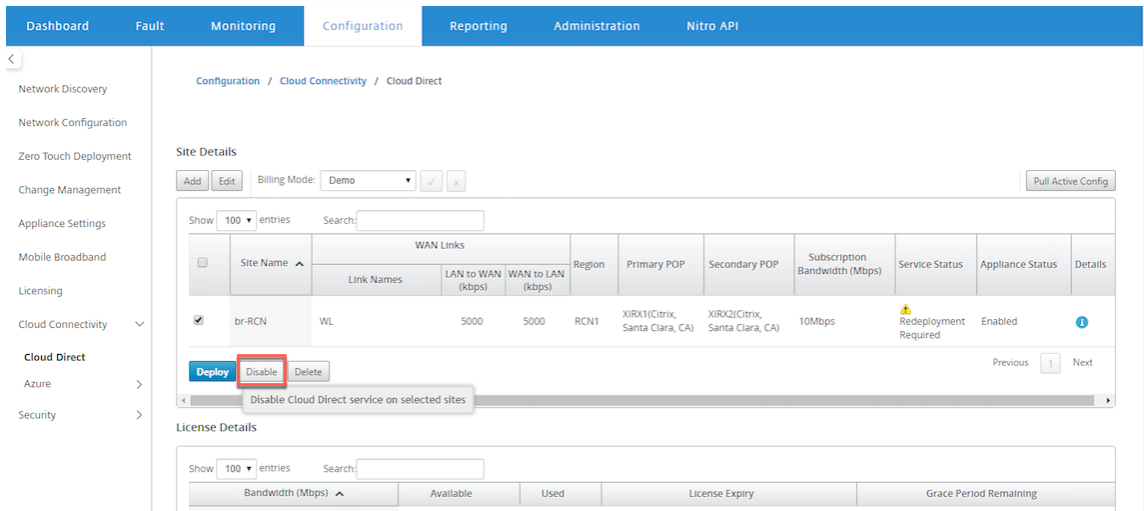 Dashboard Fault Monitoring Configuration Reporting Administration Nitro API
Network Discovery
Network Configuration
Zero Touch Deployment
Change Management
Appliance Settings
Mobile Broadband
Licensing
Cloud Connectivity
Cloud Direct
Azure
Security
Configuration / Cloud Connectivity / Cloud Direct
Site Details
Add Edit Billing Mode: Demo ✓ x Pull Active Config
Show 100 entries Search:
Site Name
WAN Links
Link Names
LAN to WAN
(kbps)
WAN to LAN
(kbps)
Region
Primary POP
Secondary POP
Subscription
Bandwidth (Mbps)
Service Status
Appliance Status
Details
br-RCN
WL
5000
5000
RCN1
XIRX1(Citrix,
Santa Clara, CA)
XIRX2(Citrix,
Santa Clara, CA)
10Mbps
Redeployment
Required
Enabled
Deploy Disable Delete
Previous 1 Next
Disable Cloud Direct service on selected sites
License Details
Show 100 entries Search:
Bandwidth (Mbps) Available Used License Expiry Grace Period Remaining